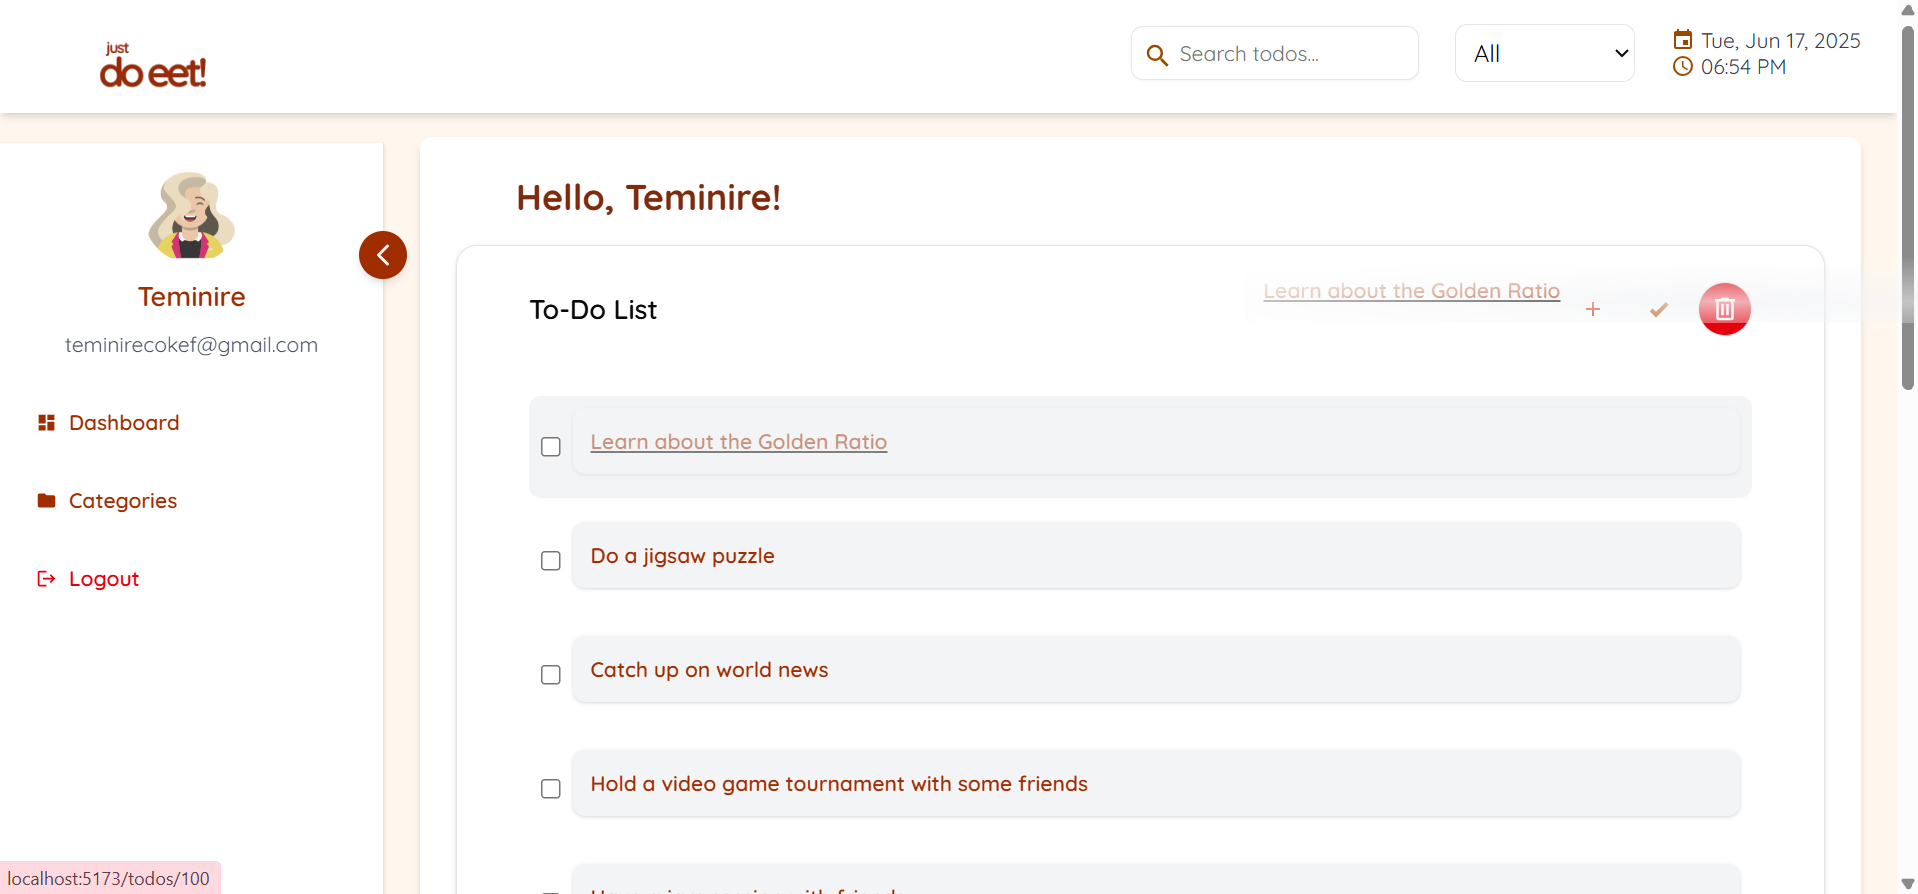 just
do eet!
Search todos...
All
Tue, Jun 17, 2025
06:54 PM
Teminire
teminirecokef@gmail.com
Dashboard
Categories
Logout
Hello, Teminire!
To-Do List
Learn about the Golden Ratio
Learn about the Golden Ratio
Do a jigsaw puzzle
Catch up on world news
Hold a video game tournament with some friends
localhost:5173/todos/100